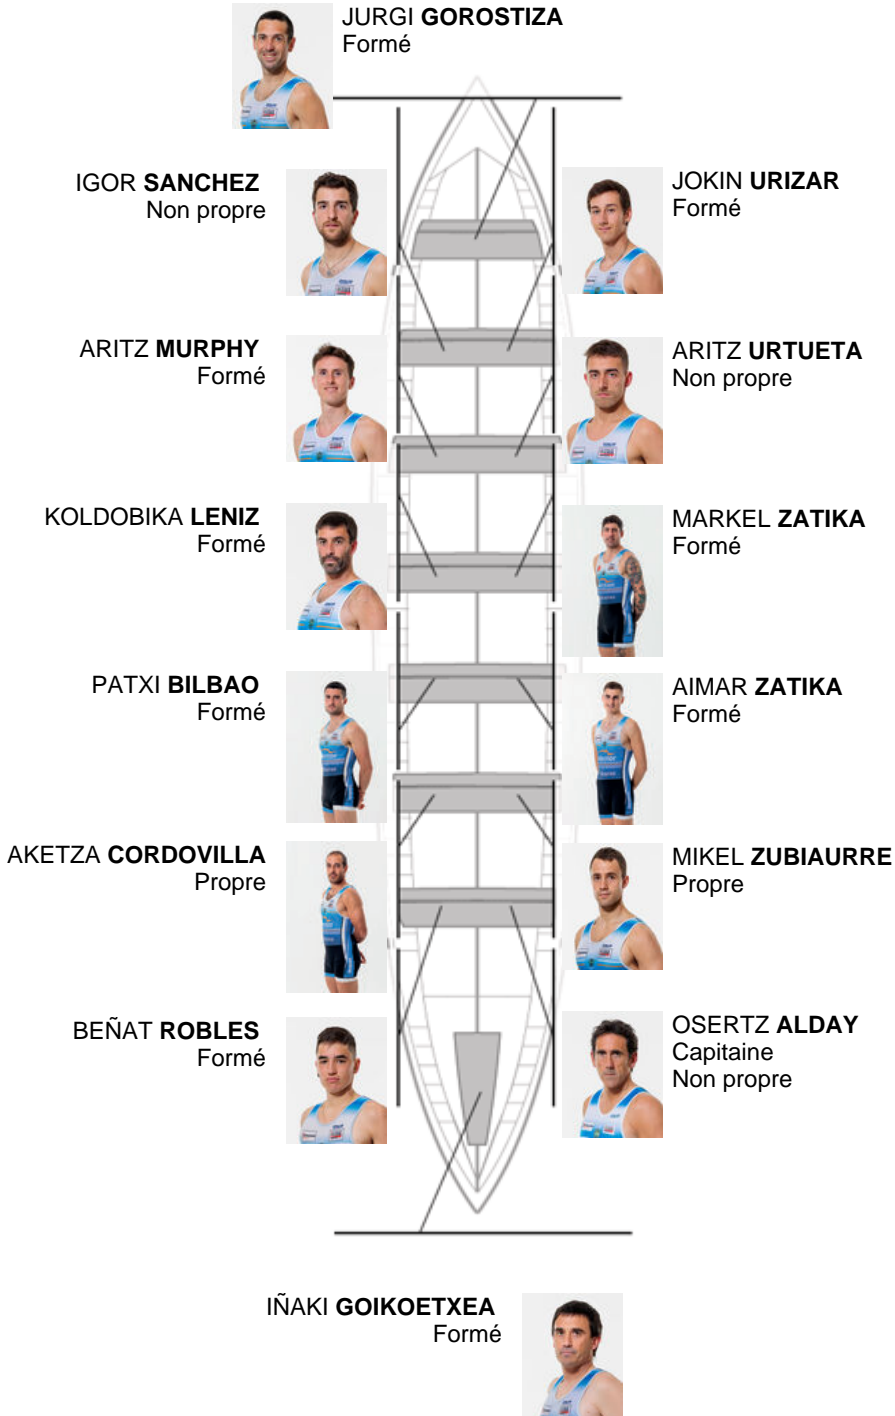 JURGI GOROSTIZA
Formé
IGOR SANCHEZ
Non propre
JOKIN URIZAR
Formé
ARITZ MURPHY
Formé
ARITZ URTUETA
Non propre
KOLDOBIKA LENIZ
Formé
MARKEL ZATIKA
Formé
PATXI BILBAO
Formé
AIMAR ZATIKA
Formé
AKETZA CORDOVILLA
Propre
MIKEL ZUBIAURRE
Propre
BEÑAT ROBLES
Formé
OSERTZ ALDAY
Capitaine
Non propre
IÑAKI GOIKOETXEA
Formé